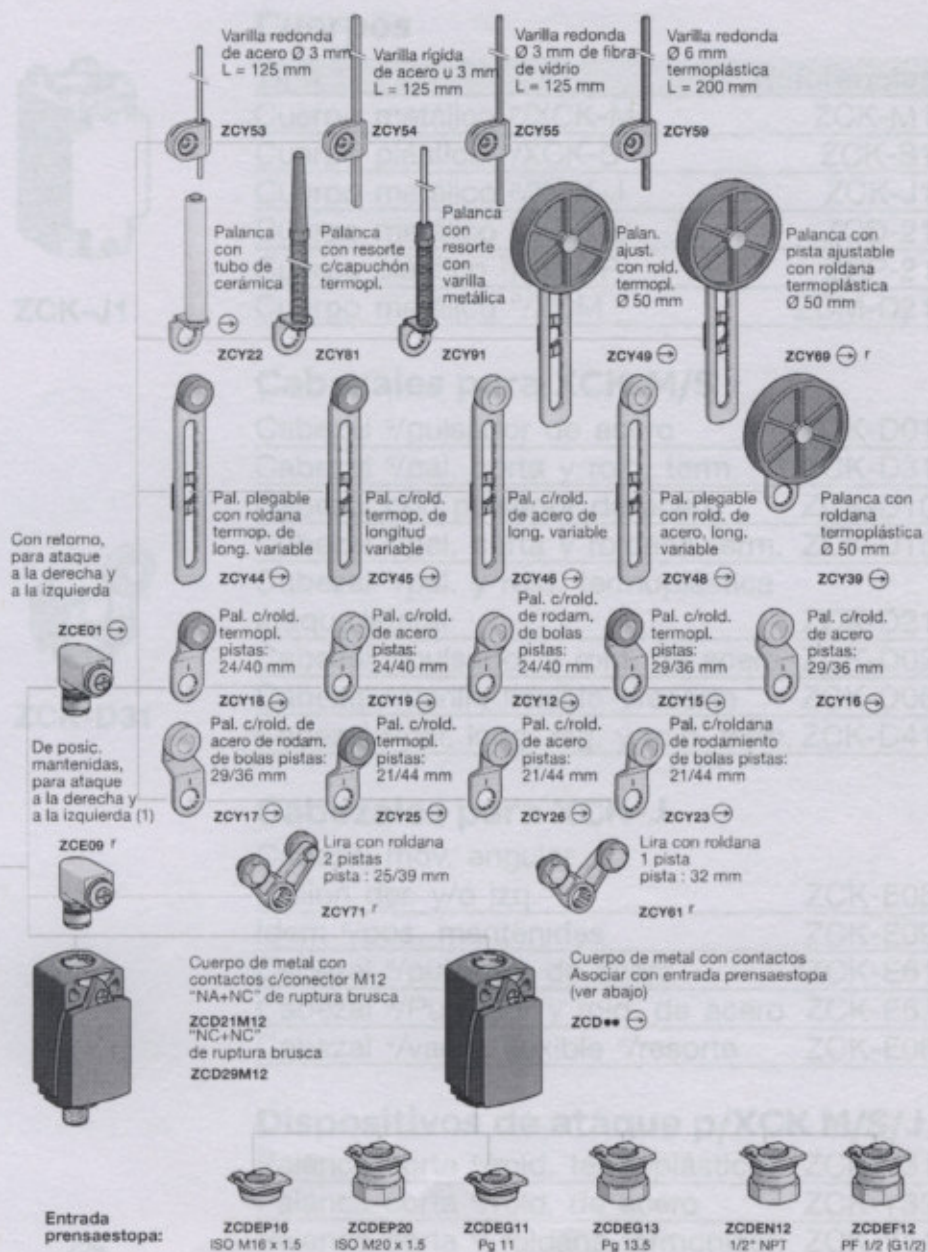 Varilla redonda
de acero Ø 3 mm
L = 125 mm
ZCY53
Varilla rígida
de acero u 3 mm
L = 125 mm
ZCY54
Varilla redonda
Ø 3 mm de fibra
de vidrio
L = 125 mm
ZCY55
Varilla redonda
Ø 6 mm
termoplástica
L = 200 mm
ZCY59
Palanca
con
tubo de
cerámica
ZCY22
Palanca
con resorte
c/capuchón
termopl.
ZCY81
Palanca
con
resorte
con
varilla
metálica
ZCY91
Palan.
ajust.
con rold.
termopl.
Ø 50 mm
ZCY49
Palanca con
pista ajustable
con roldana
termoplástica
Ø 50 mm
ZCY69 r
Pal. plegable
con roldana
termop. de
long. variable
ZCY44
Pal. c/rold.
termop. de
longitud
variable
ZCY45
Pal. c/rold.
de acero de
long. variable
ZCY46
Pal. plegable
con rold. de
acero, long.
variable
ZCY48
Palanca con
roldana
termoplástica
Ø 50 mm
ZCY39
Con retorno,
para ataque
a la derecha y
a la izquierda
ZCE01
Pal. c/rold.
termopl.
pistas:
24/40 mm
ZCY18
Pal. c/rold.
de acero
pistas:
24/40 mm
ZCY19
Pal. c/rold.
de rodam.
de bolas
pistas:
24/40 mm
ZCY12
Pal. c/rold.
termopl.
pistas:
29/36 mm
ZCY15
Pal. c/rold.
de acero
pistas:
29/36 mm
ZCY16
De posic.
mantenidas,
para ataque
a la derecha y
a la izquierda (1)
ZCE09 r
Pal. c/rold. de
acero de rodam.
de bolas pistas:
29/36 mm
ZCY17
Pal. c/rold.
termopl.
pistas:
21/44 mm
ZCY25
Pal. c/rold.
de acero
pistas:
21/44 mm
ZCY26
Pal. c/roldana
de rodamiento
de bolas pistas:
21/44 mm
ZCY23
Lira con roldana
2 pistas
pista : 25/39 mm
ZCY71 r
Lira con roldana
1 pista
pista : 32 mm
ZCY61 r
Cuerpo de metal con
contactos c/conector M12
"NA+NC" de ruptura brusca
ZCD21M12
"NC+NC"
de ruptura brusca
ZCD29M12
Cuerpo de metal con contactos
Asociar con entrada prensaestopa
(ver abajo)
ZCD●●
Entrada
prensaestopa:
ZCDEP16
ISO M16 x 1.5
ZCDEP20
ISO M20 x 1.5
ZCDEG11
Pg 11
ZCDEG13
Pg 13.5
ZCDEN12
1/2" NPT
ZCDEF12
PF 1/2 (G1/2)